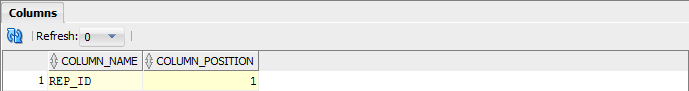 Columns
Refresh: 0
COLUMN_NAME COLUMN_POSITION
1 REP_ID 1